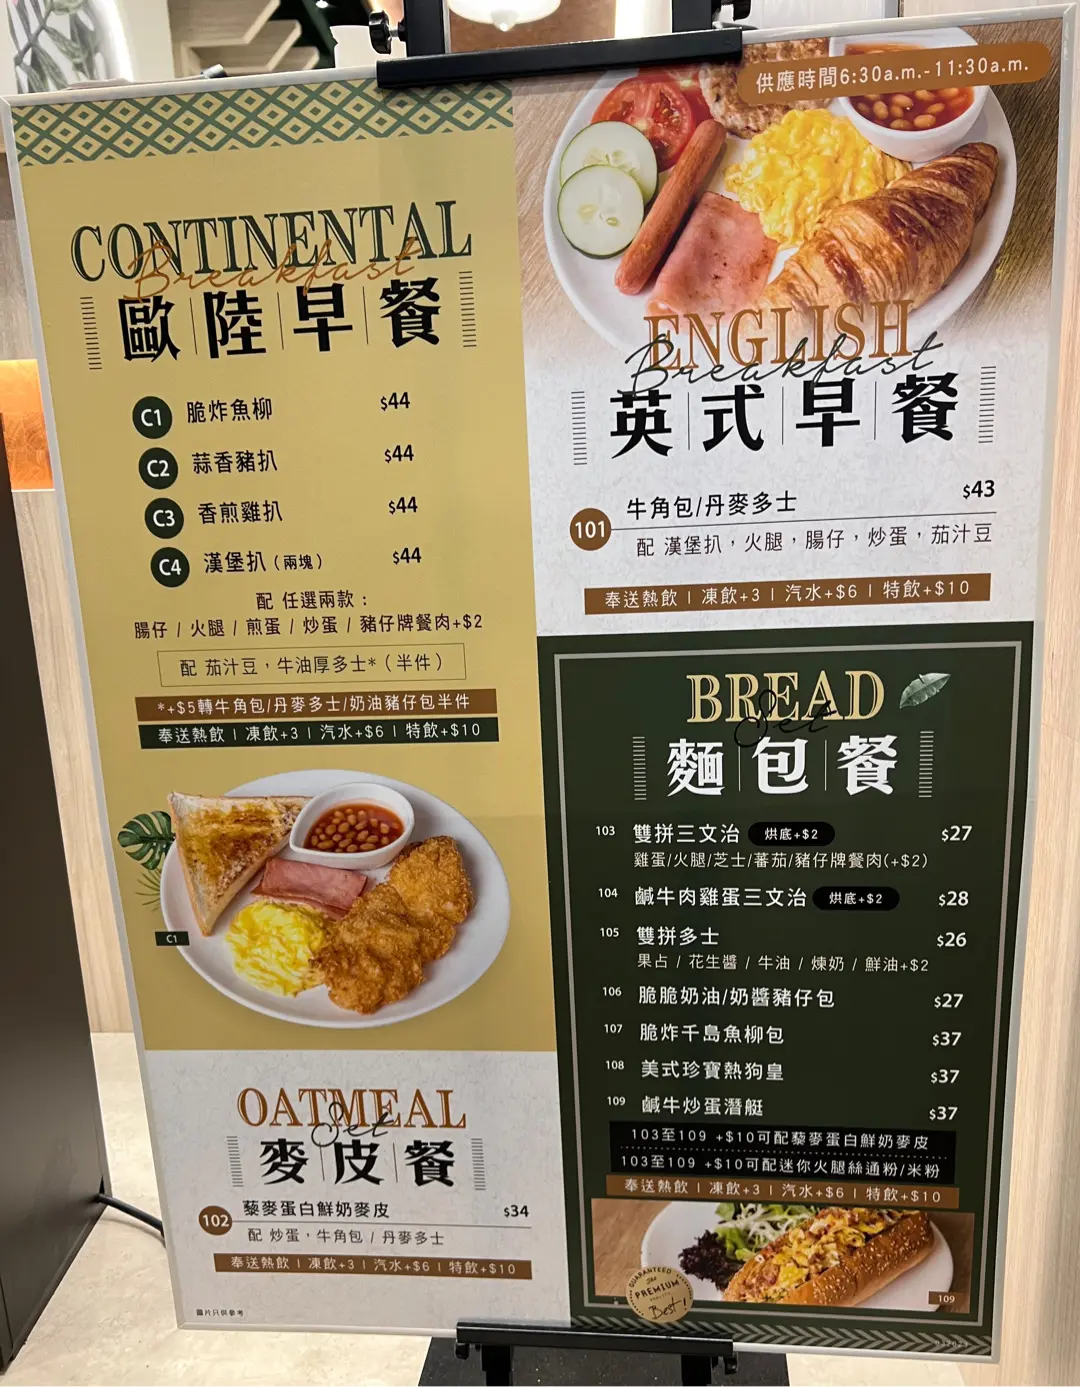 供應時間6:30a.m.-11:30a.m.
CONTINENTAL
Breakfast
歐陸早餐
C1 脆炸魚柳 $44
C2 蒜香豬扒 $44
C3 香煎雞扒 $44
C4 漢堡扒（兩塊） $44
配 任選兩款：
腸仔 / 火腿 / 煎蛋 / 炒蛋 / 豬仔牌餐肉+$2
配 茄汁豆，牛油厚多士*（半件）
*+$5轉牛角包/丹麥多士/奶油豬仔包半件
奉送熱飲 | 凍飲+3 | 汽水+$6 | 特飲+$10
C1
OATMEAL
Set
麥皮餐
102 藜麥蛋白鮮奶麥皮 $34
配 炒蛋，牛角包 / 丹麥多士
奉送熱飲 | 凍飲+3 | 汽水+$6 | 特飲+$10
圖片只供參考
ENGLISH
Breakfast
英式早餐
101 牛角包/丹麥多士 $43
配 漢堡扒，火腿，腸仔，炒蛋，茄汁豆
奉送熱飲 | 凍飲+3 | 汽水+$6 | 特飲+$10
BREAD
Set
麵包餐
103 雙拼三文治 烘底+$2 $27
雞蛋/火腿/芝士/蕃茄/豬仔牌餐肉(+$2)
104 鹹牛肉雞蛋三文治 烘底+$2 $28
105 雙拼多士 $26
果占 / 花生醬 / 牛油 / 煉奶 / 鮮油+$2
106 脆脆奶油/奶醬豬仔包 $27
107 脆炸千島魚柳包 $37
108 美式珍寶熱狗皇 $37
109 鹹牛炒蛋潛艇 $37
103至109 +$10可配藜麥蛋白鮮奶麥皮
103至109 +$10可配迷你火腿絲通粉/米粉
奉送熱飲 | 凍飲+3 | 汽水+$6 | 特飲+$10
GUARANTEED
The
PREMIUM
QUALITY
Best!
109